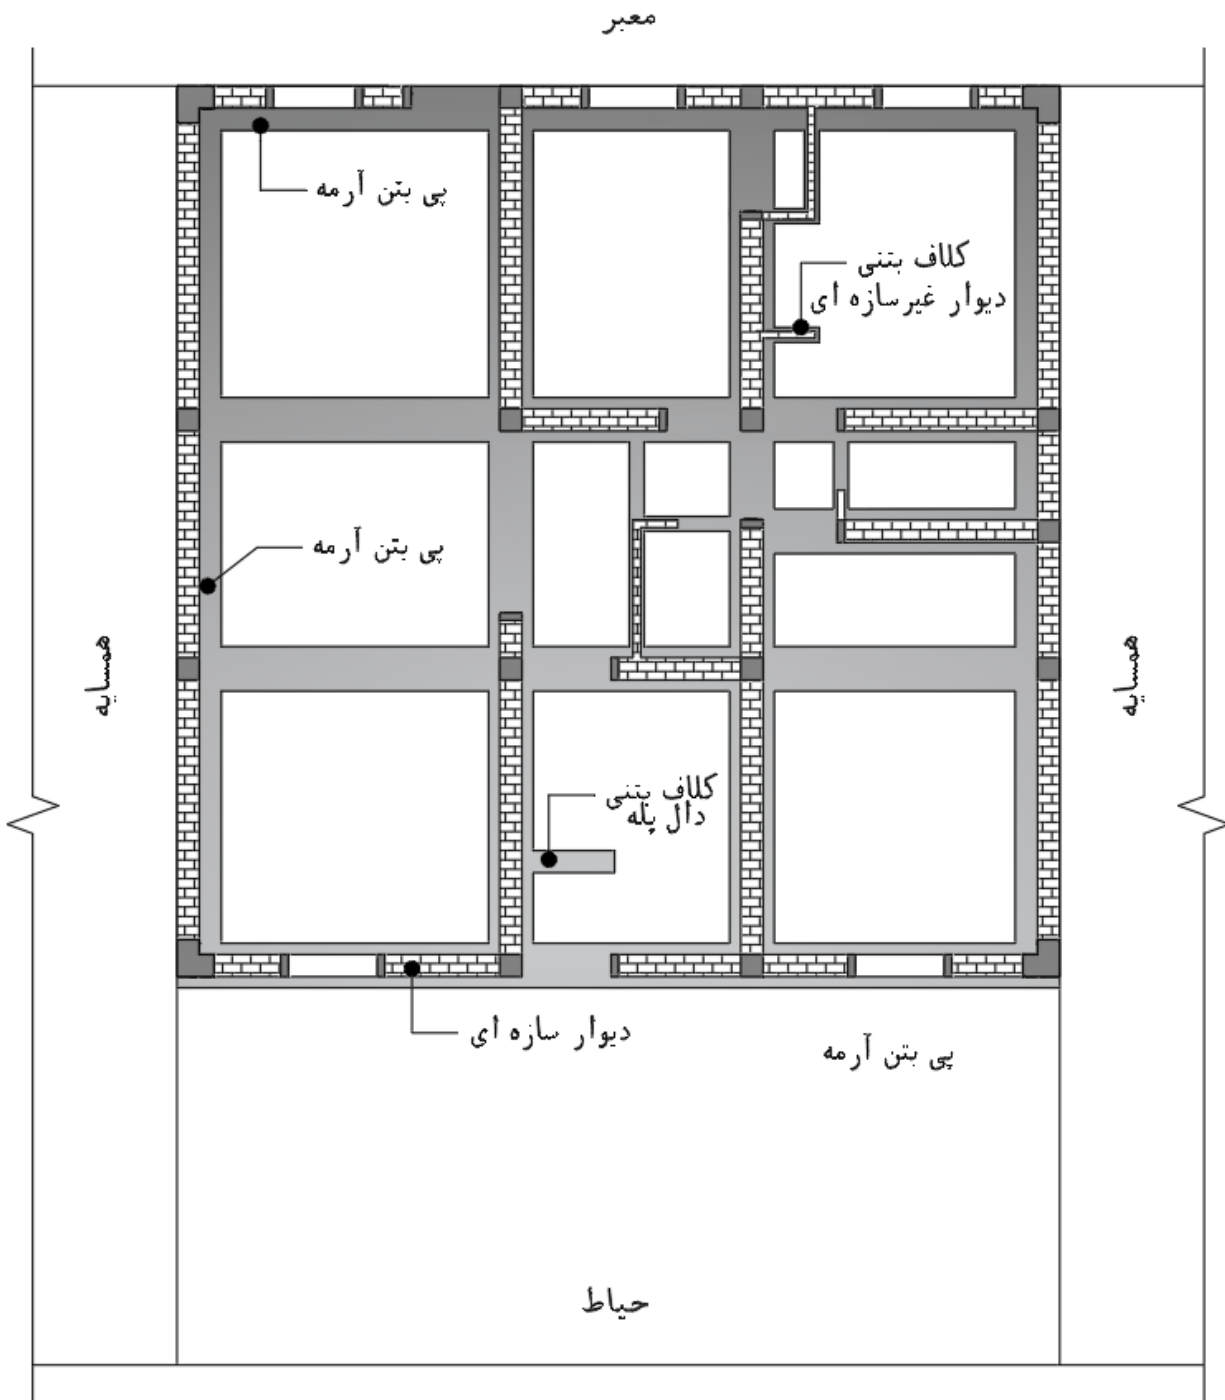 معبر
پی بتن آرمه
کلاف بتنی
دیوار غیرسازه ای
پی بتن آرمه
همسایه
همسایه
کلاف بتنی
دال پله
دیوار سازه ای
پی بتن آرمه
حیاط